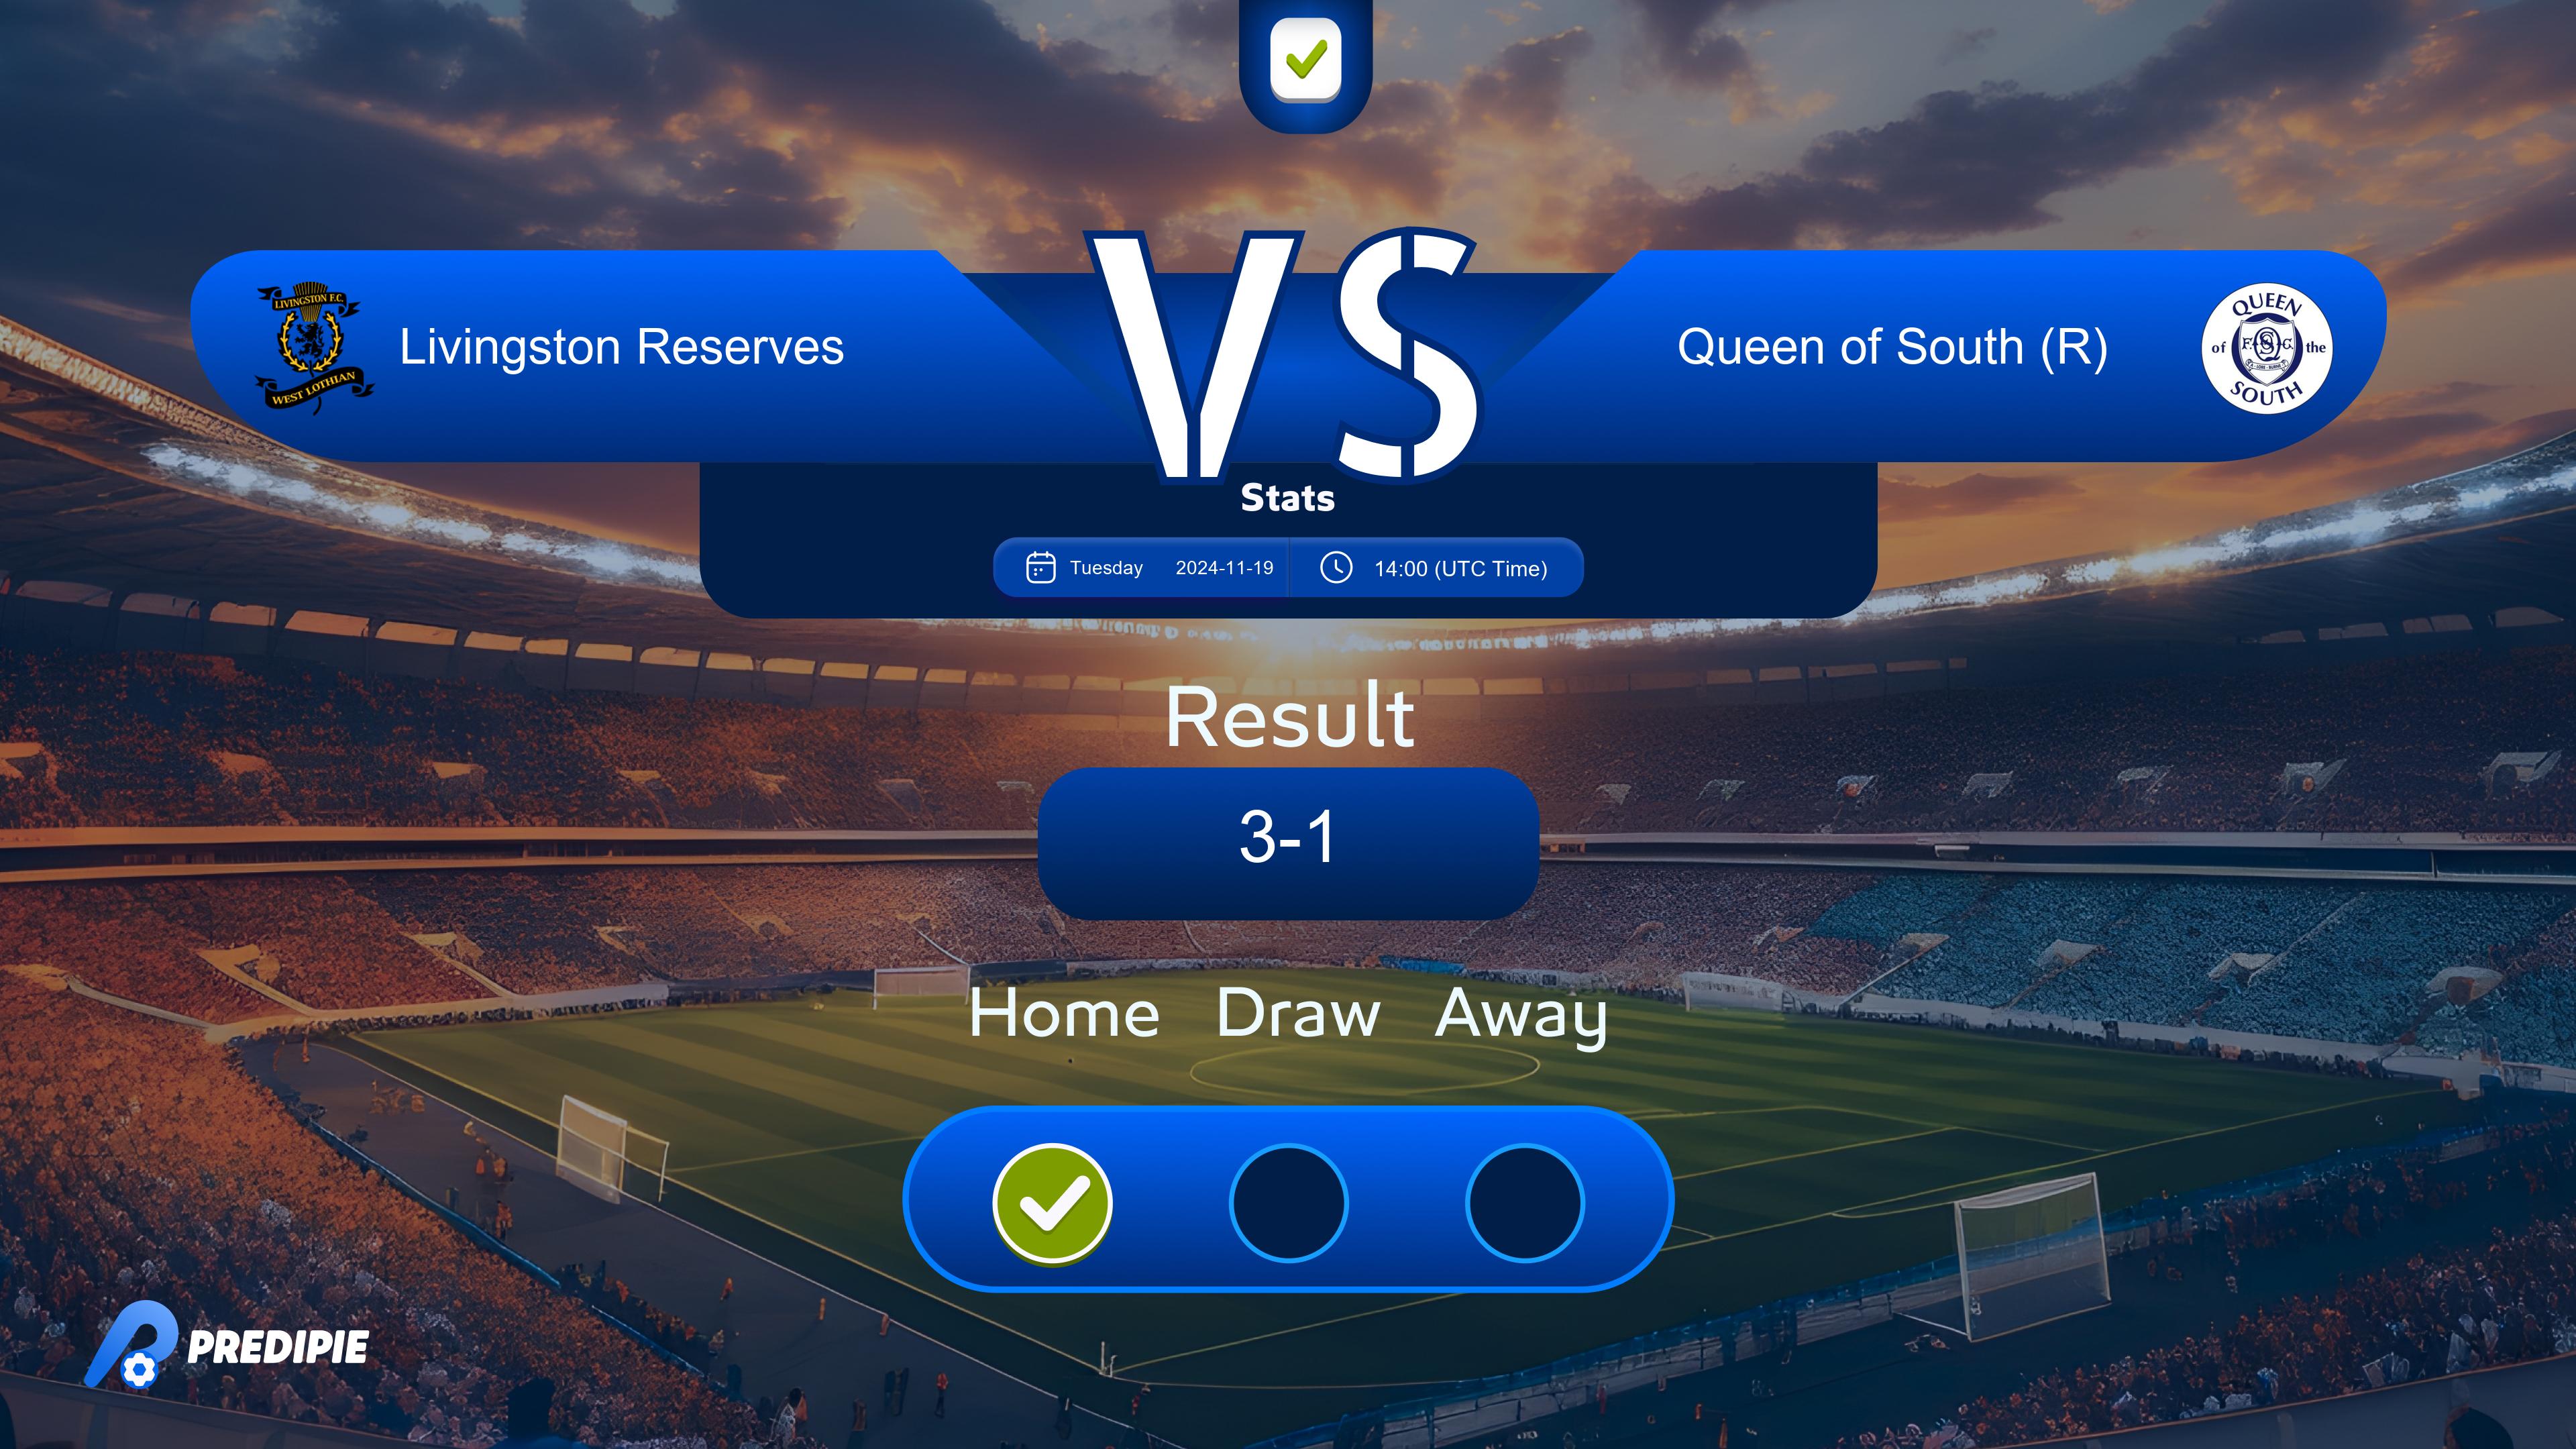 VS
LIVINGSTON F.C.
WEST LOTHIAN
Livingston Reserves
Queen of South (R)
QUEEN
of the
SOUTH
Stats
Tuesday 2024-11-19 14:00 (UTC Time)
Result
3-1
Home Draw Away
PREDIPIE